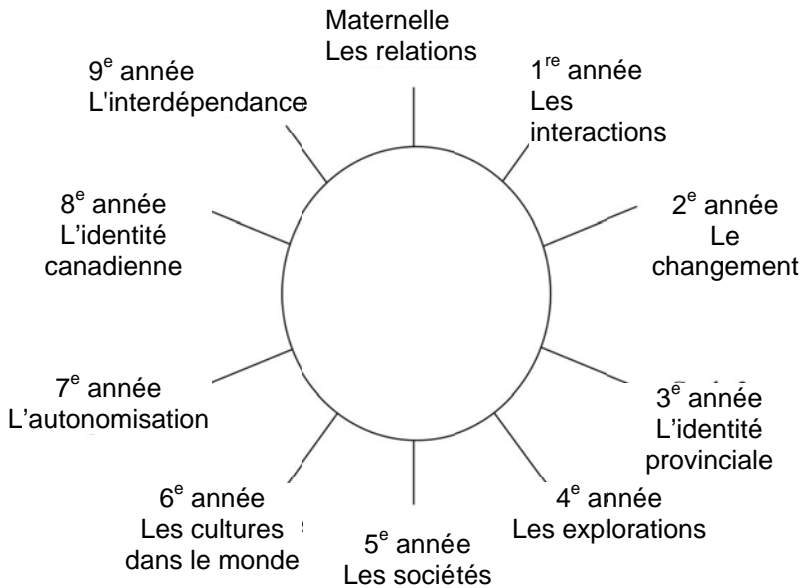 Maternelle
Les relations
1re année
Les
interactions
2e année
Le
changement
3e année
L'identité
provinciale
4e année
Les explorations
5e année
Les sociétés
6e année
Les cultures
dans le monde
7e année
L'autonomisation
8e année
L'identité
canadienne
9e année
L'interdépendance